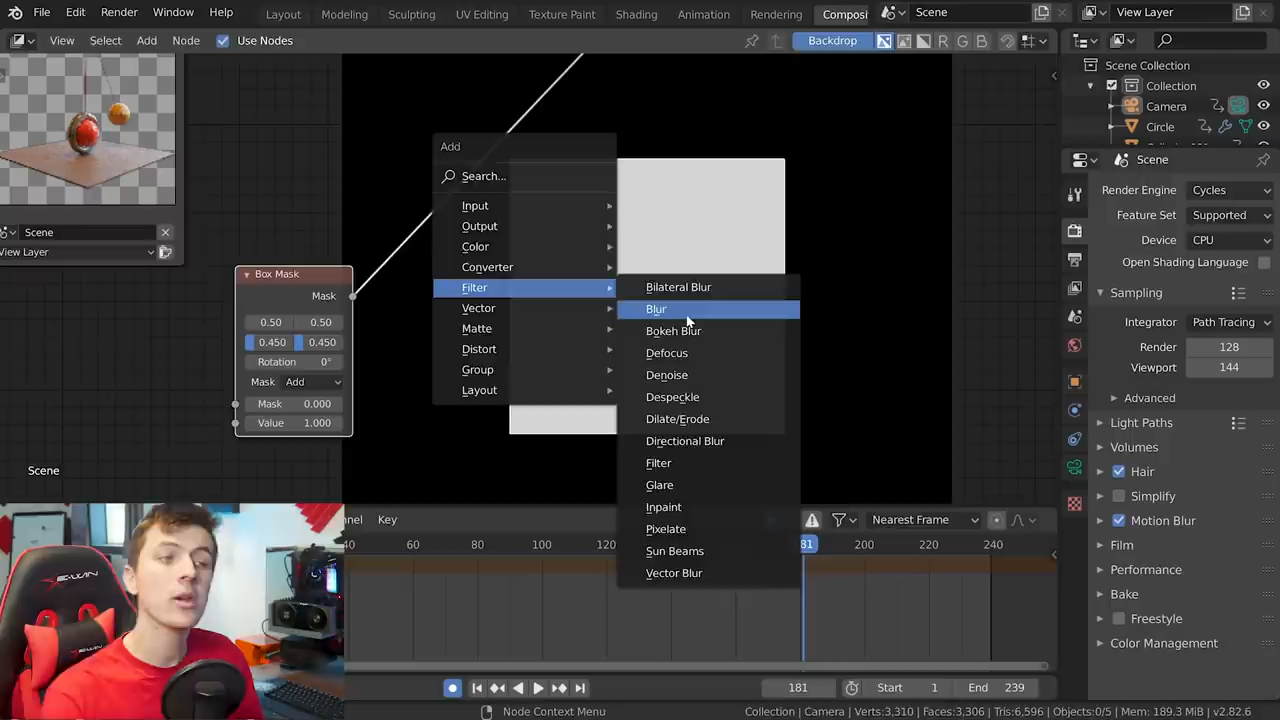 File Edit Render Window Help Layout Modeling Sculpting UV Editing Texture Paint Shading Animation Rendering Composi Scene View Layer
View Select Add Node Use Nodes Backdrop R G B
Scene Collection
Collection
Camera
Circle
Scene
Render Engine Cycles
Feature Set Supported
Device CPU
Open Shading Language
Sampling
Integrator Path Tracing
Render 128
Viewport 144
Advanced
Light Paths
Volumes
Hair
Simplify
Motion Blur
Film
Performance
Bake
Freestyle
Color Management
Scene
View Layer
Box Mask
Mask
0.50 0.50
0.450 0.450
Rotation 0°
Mask Add
Mask 0.000
Value 1.000
Scene
Add
Search...
Input
Output
Color
Converter
Filter
Vector
Matte
Distort
Group
Layout
Bilateral Blur
Blur
Bokeh Blur
Defocus
Denoise
Despeckle
Dilate/Erode
Directional Blur
Filter
Glare
Inpaint
Pixelate
Sun Beams
Vector Blur
nnel Key Nearest Frame
40 60 80 100 120 81 200 220 240
181 Start 1 End 239
Node Context Menu Collection | Camera | Verts:3,310 | Faces:3,306 | Tris:6,596 | Objects:0/5 | Mem: 189.3 MiB | v2.82.6
E-WIN